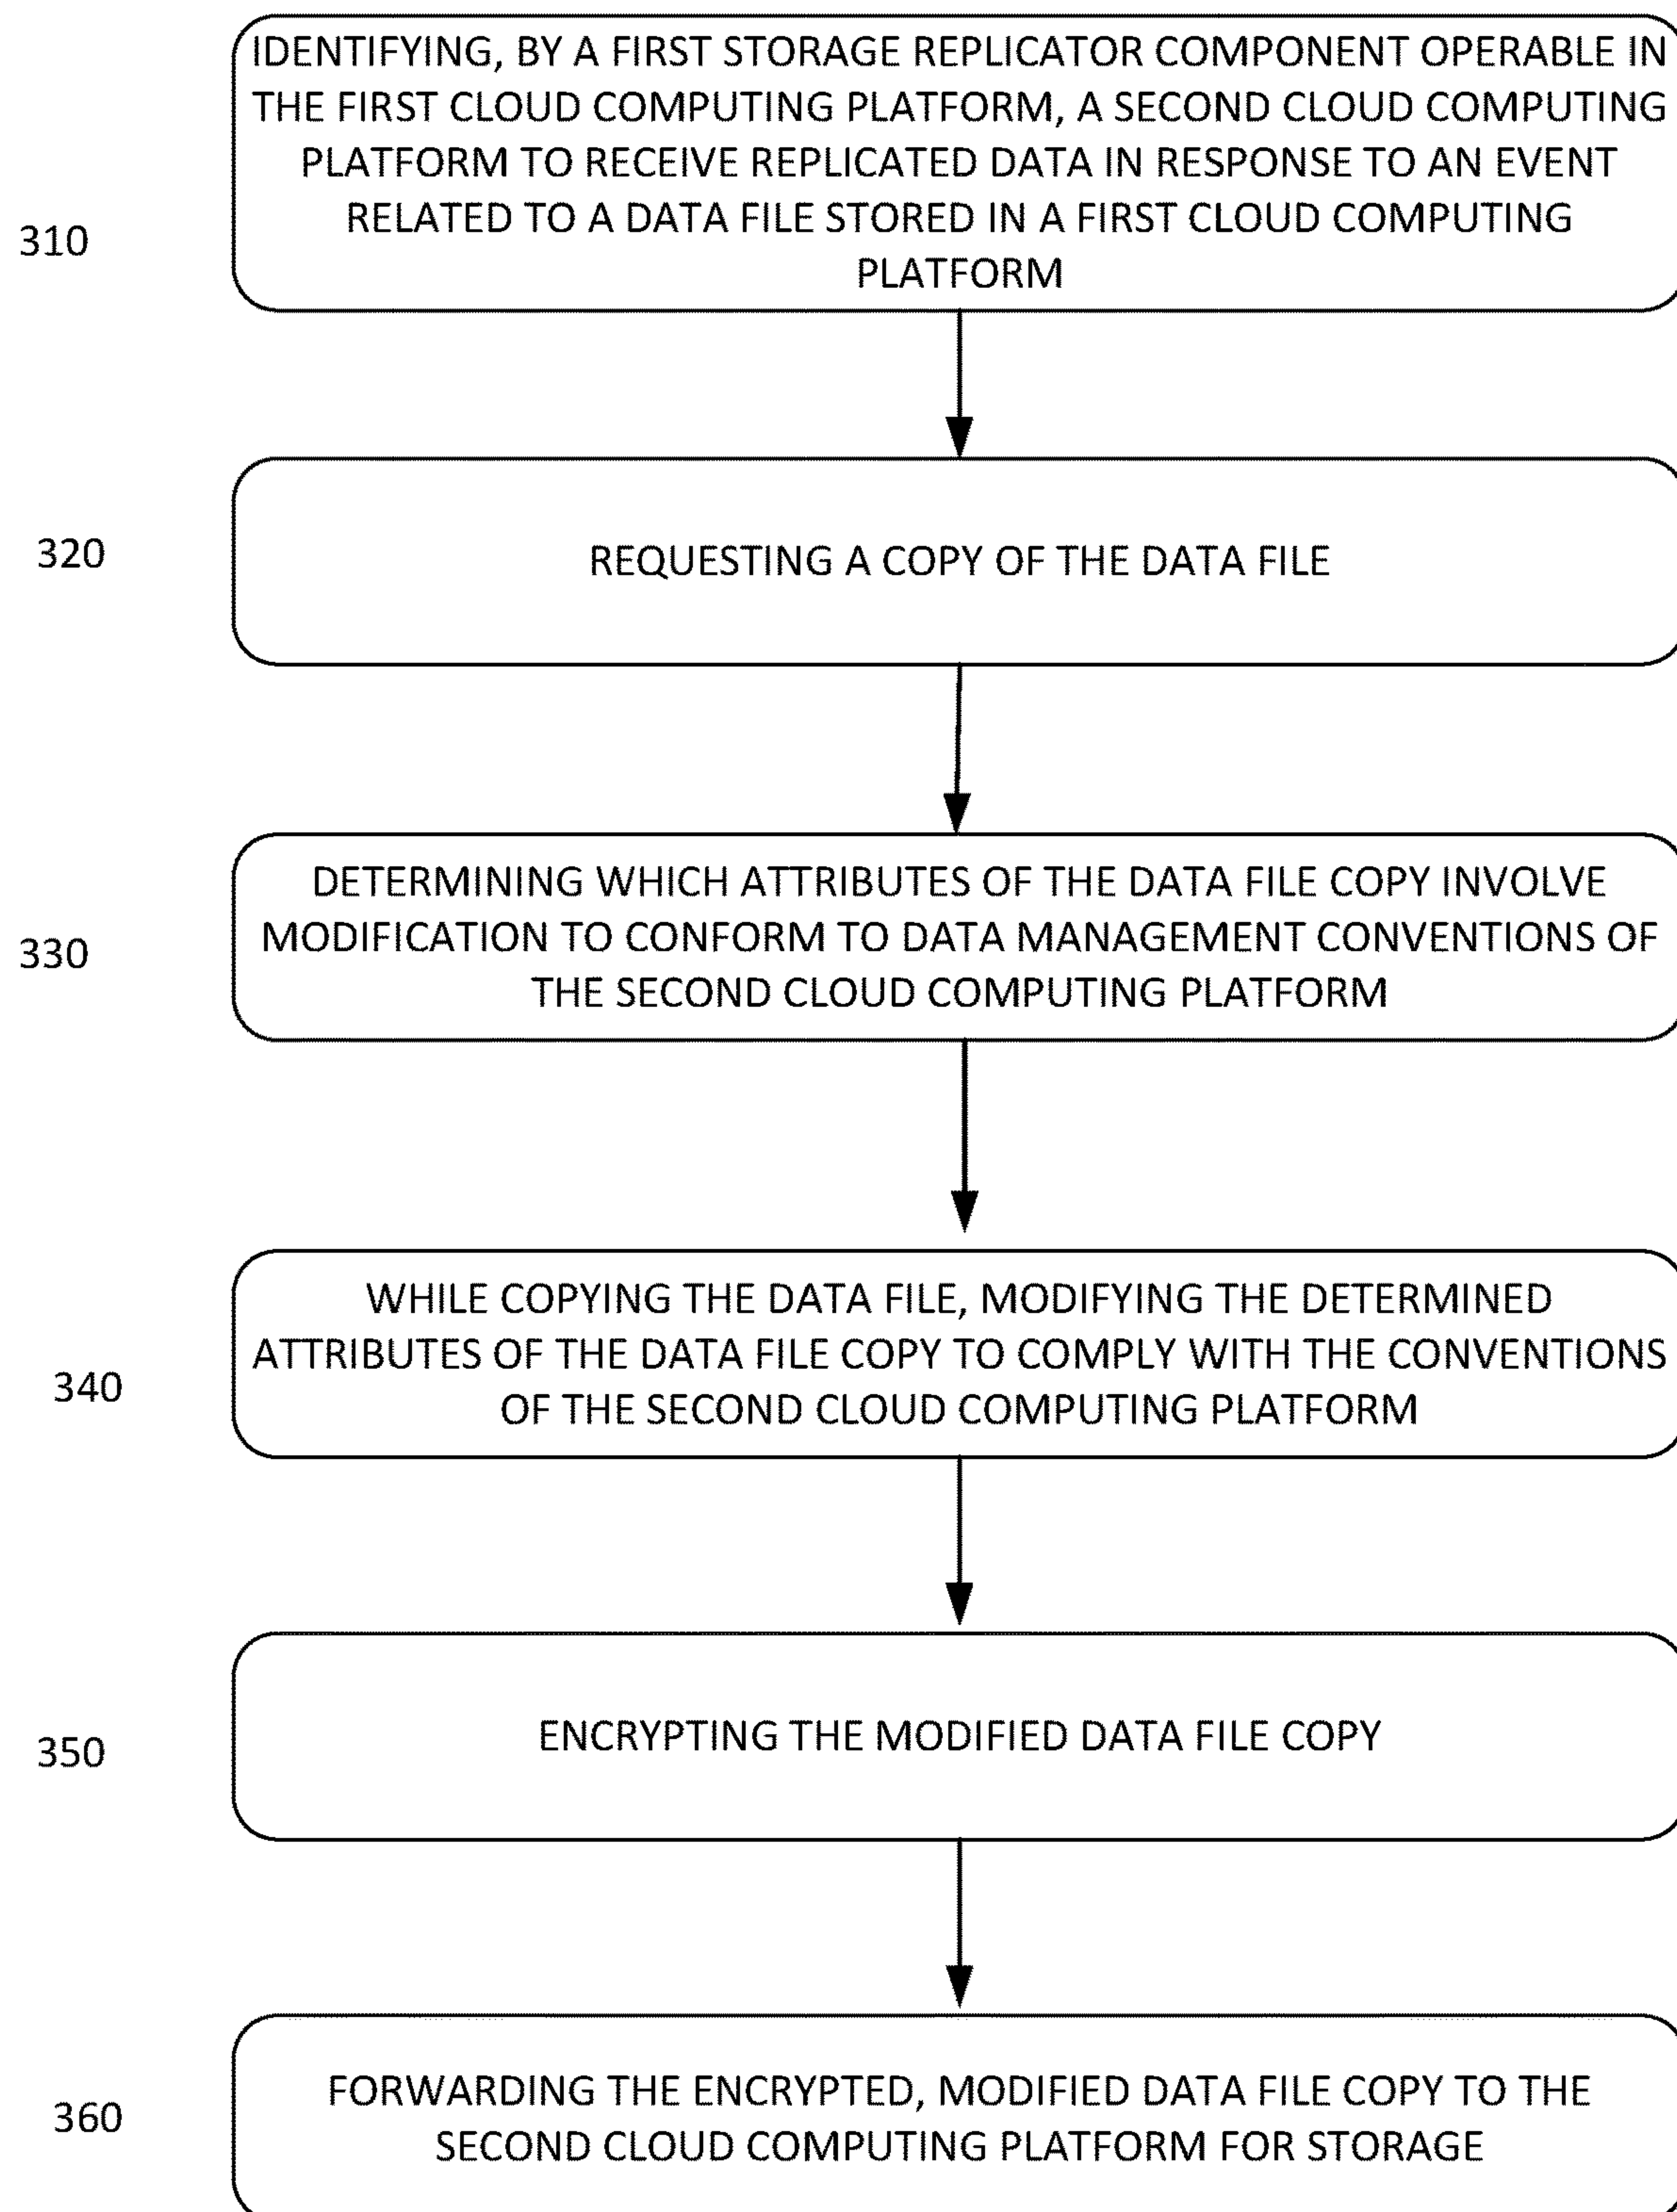 IDENTIFYING, BY A FIRST STORAGE REPLICATOR COMPONENT OPERABLE IN
THE FIRST CLOUD COMPUTING PLATFORM, A SECOND CLOUD COMPUTING
PLATFORM TO RECEIVE REPLICATED DATA IN RESPONSE TO AN EVENT
RELATED TO A DATA FILE STORED IN A FIRST CLOUD COMPUTING
PLATFORM
310
REQUESTING A COPY OF THE DATA FILE
320
DETERMINING WHICH ATTRIBUTES OF THE DATA FILE COPY INVOLVE
MODIFICATION TO CONFORM TO DATA MANAGEMENT CONVENTIONS OF
THE SECOND CLOUD COMPUTING PLATFORM
330
WHILE COPYING THE DATA FILE, MODIFYING THE DETERMINED
ATTRIBUTES OF THE DATA FILE COPY TO COMPLY WITH THE CONVENTIONS
OF THE SECOND CLOUD COMPUTING PLATFORM
340
ENCRYPTING THE MODIFIED DATA FILE COPY
350
FORWARDING THE ENCRYPTED, MODIFIED DATA FILE COPY TO THE
SECOND CLOUD COMPUTING PLATFORM FOR STORAGE
360